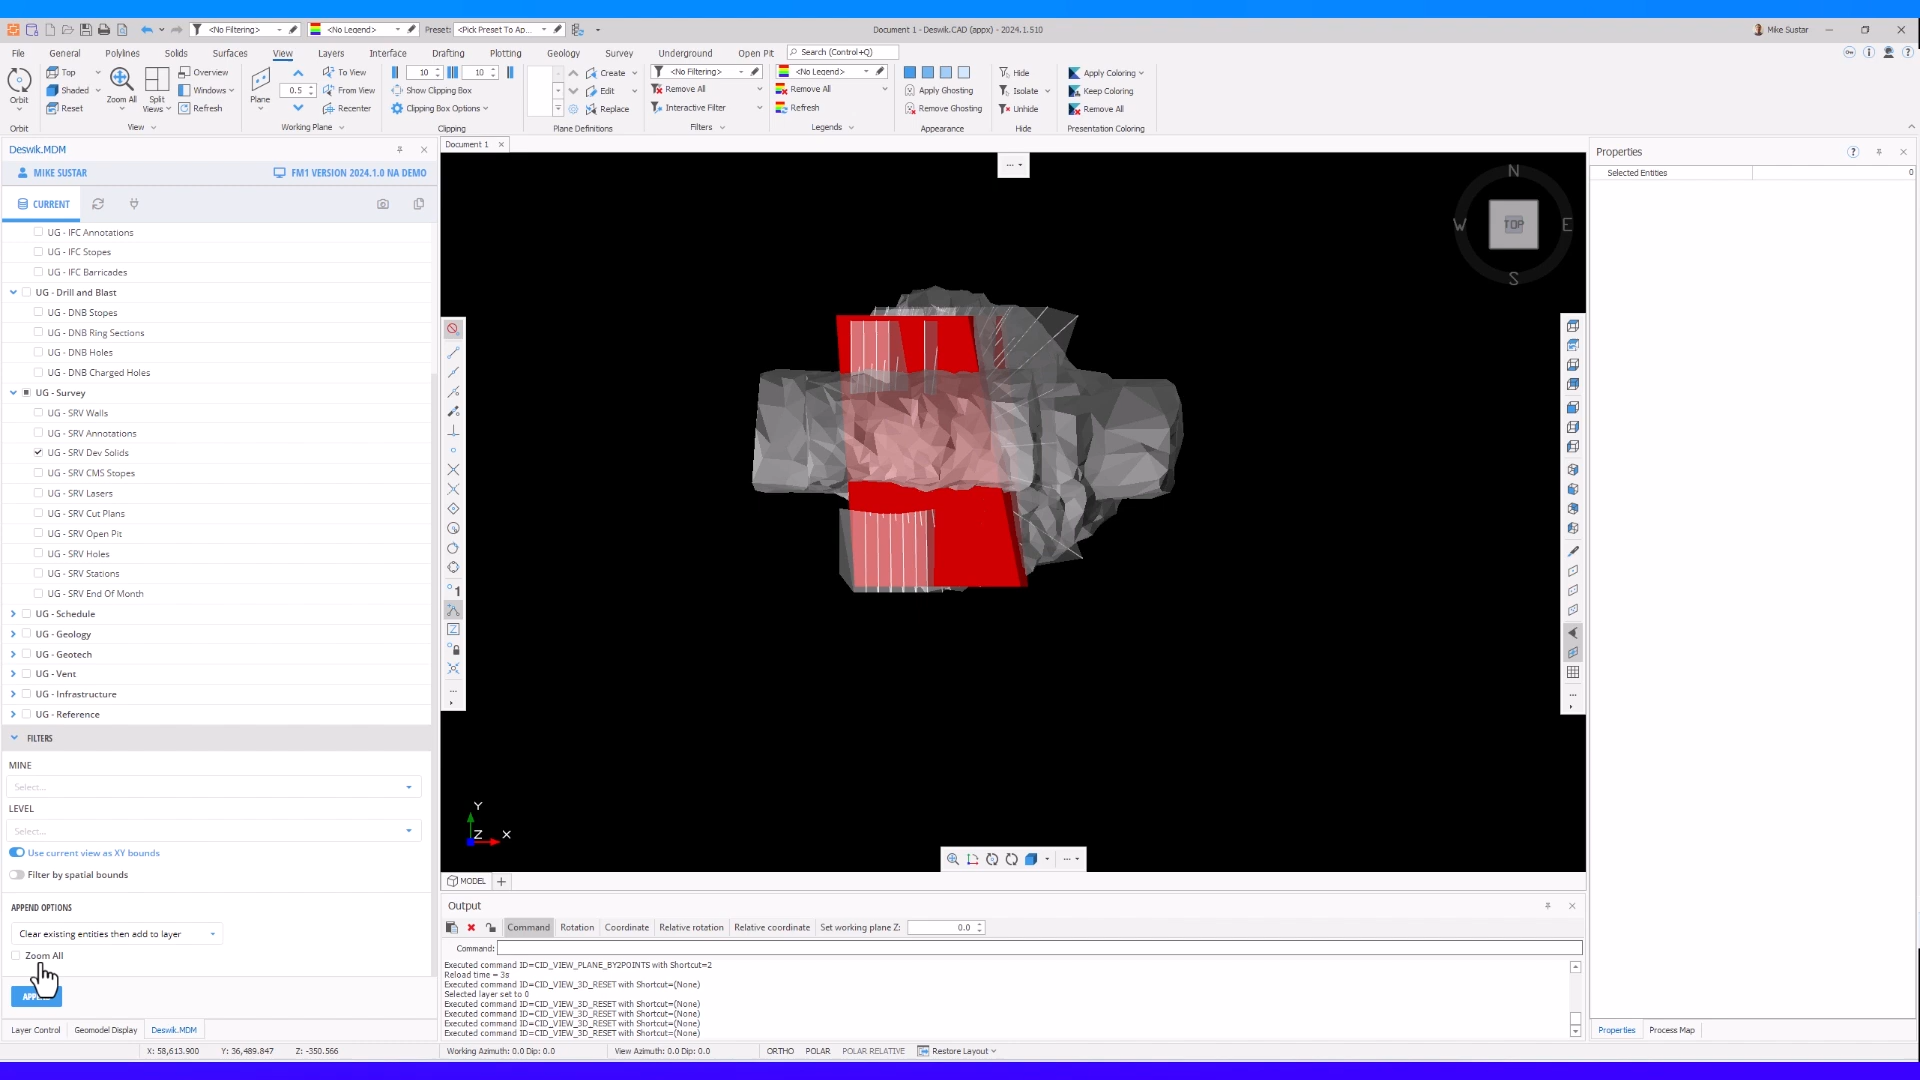 <No Filtering>
<No Legend>
Preset:
<Pick Preset To Ap...
Document 1 - Deswik.CAD (appx) - 2024.1.510
Mike Sustar
File
General
Polylines
Solids
Surfaces
View
Layers
Interface
Drafting
Plotting
Geology
Survey
Underground
Open Pit
Search (Control+Q)
Orbit
Top
Shaded
Reset
Zoom All
Split Views
Overview
Windows
Refresh
Plane
0.5
To View
From View
Recenter
10
10
Show Clipping Box
Clipping Box Options
Create
Edit
Replace
<No Filtering>
Remove All
Interactive Filter
<No Legend>
Remove All
Refresh
Apply Ghosting
Remove Ghosting
Hide
Isolate
Unhide
Apply Coloring
Keep Coloring
Remove All
Orbit
View
Working Plane
Clipping
Plane Definitions
Filters
Legends
Appearance
Hide
Presentation Coloring
Deswik.MDM
MIKE SUSTAR
FM1 VERSION 2024.1.0 NA DEMO
CURRENT
UG - IFC Annotations
UG - IFC Stopes
UG - IFC Barricades
UG - Drill and Blast
UG - DNB Stopes
UG - DNB Ring Sections
UG - DNB Holes
UG - DNB Charged Holes
UG - Survey
UG - SRV Walls
UG - SRV Annotations
UG - SRV Dev Solids
UG - SRV CMS Stopes
UG - SRV Lasers
UG - SRV Cut Plans
UG - SRV Open Pit
UG - SRV Holes
UG - SRV Stations
UG - SRV End Of Month
UG - Schedule
UG - Geology
UG - Geotech
UG - Vent
UG - Infrastructure
UG - Reference
FILTERS
MINE
Select...
LEVEL
Select...
Use current view as XY bounds
Filter by spatial bounds
APPEND OPTIONS
Clear existing entities then add to layer
Zoom All
Layer Control
Geomodel Display
Deswik.MDM
Document 1
N
W
TOP
E
S
Y
Z
X
MODEL
Output
Command
Rotation
Coordinate
Relative rotation
Relative coordinate
Set working plane Z:
0.0
Command:
Executed command ID=CID_VIEW_PLANE_BY2POINTS with Shortcut=2
Reload time = 3s
Executed command ID=CID_VIEW_3D_RESET with Shortcut=(None)
Selected layer set to 0
Executed command ID=CID_VIEW_3D_RESET with Shortcut=(None)
Executed command ID=CID_VIEW_3D_RESET with Shortcut=(None)
Executed command ID=CID_VIEW_3D_RESET with Shortcut=(None)
Executed command ID=CID_VIEW_3D_RESET with Shortcut=(None)
Properties
Selected Entities
0
Properties
Process Map
X: 58,613.900
Y: 36,489.847
Z: -350.566
Working Azimuth: 0.0 Dip: 0.0
View Azimuth: 0.0 Dip: 0.0
ORTHO
POLAR
POLAR RELATIVE
Restore Layout